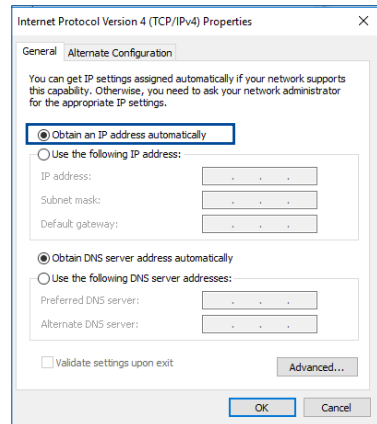 Internet Protocol Version 4 (TCP/IPv4) Properties
General
Alternate Configuration
You can get IP settings assigned automatically if your network supports
this capability. Otherwise, you need to ask your network administrator
for the appropriate IP settings.
Obtain an IP address automatically
Use the following IP address:
IP address:
Subnet mask:
Default gateway:
Obtain DNS server address automatically
Use the following DNS server addresses:
Preferred DNS server:
Alternate DNS server:
Validate settings upon exit
Advanced...
OK
Cancel